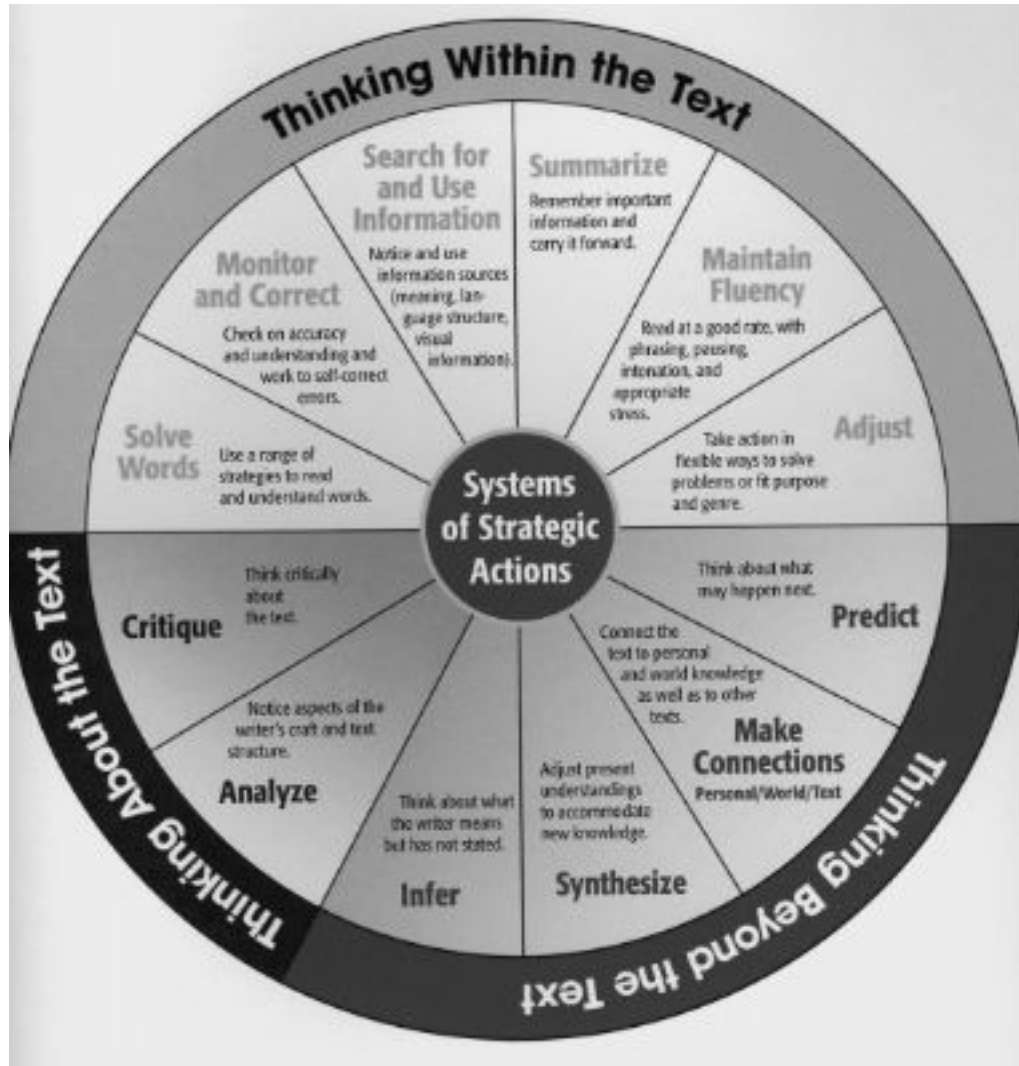 Thinking Within the Text
Solve
Words
Use a range of
strategies to read
and understand words.
Monitor
and Correct
Check on accuracy
and understanding and
work to self-correct
errors.
Search for
and Use
Information
Notice and use
information sources
(meaning, lan-
guage structure,
visual
information).
Summarize
Remember important
information and
carry it forward.
Maintain
Fluency
Read at a good rate, with
phrasing, pausing,
intonation, and
appropriate
stress.
Adjust
Take action in
flexible ways to solve
problems or fit purpose
and genre.
Systems
of Strategic
Actions
Thinking Beyond the Text
Predict
Think about what
may happen next.
Make
Connections
Personal/World/Text
Connect the
text to personal
and world knowledge
as well as to other
texts.
Synthesize
Adjust present
understandings
to accommodate
new knowledge.
Infer
Think about what
the writer means
but has not stated.
Thinking About the Text
Analyze
Notice aspects of the
writer's craft and text
structure.
Critique
Think critically
about
the text.